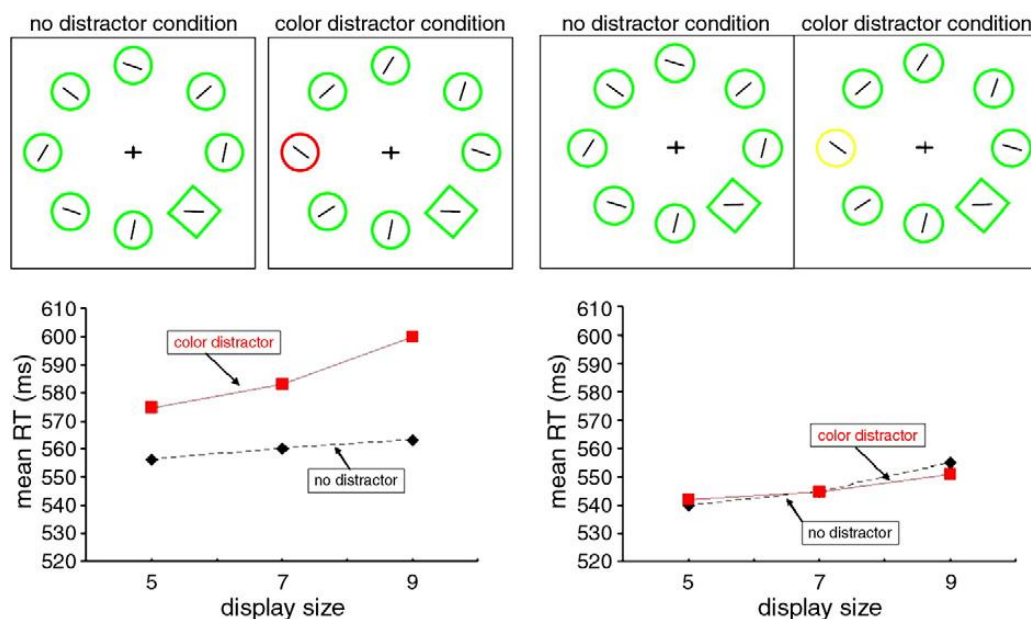 no distractor condition
color distractor condition
no distractor condition
color distractor condition
610
600
590
580
570
560
550
540
530
520
mean RT (ms)
color distractor
no distractor
5
7
9
display size
610
600
590
580
570
560
550
540
530
520
mean RT (ms)
color distractor
no distractor
5
7
9
display size